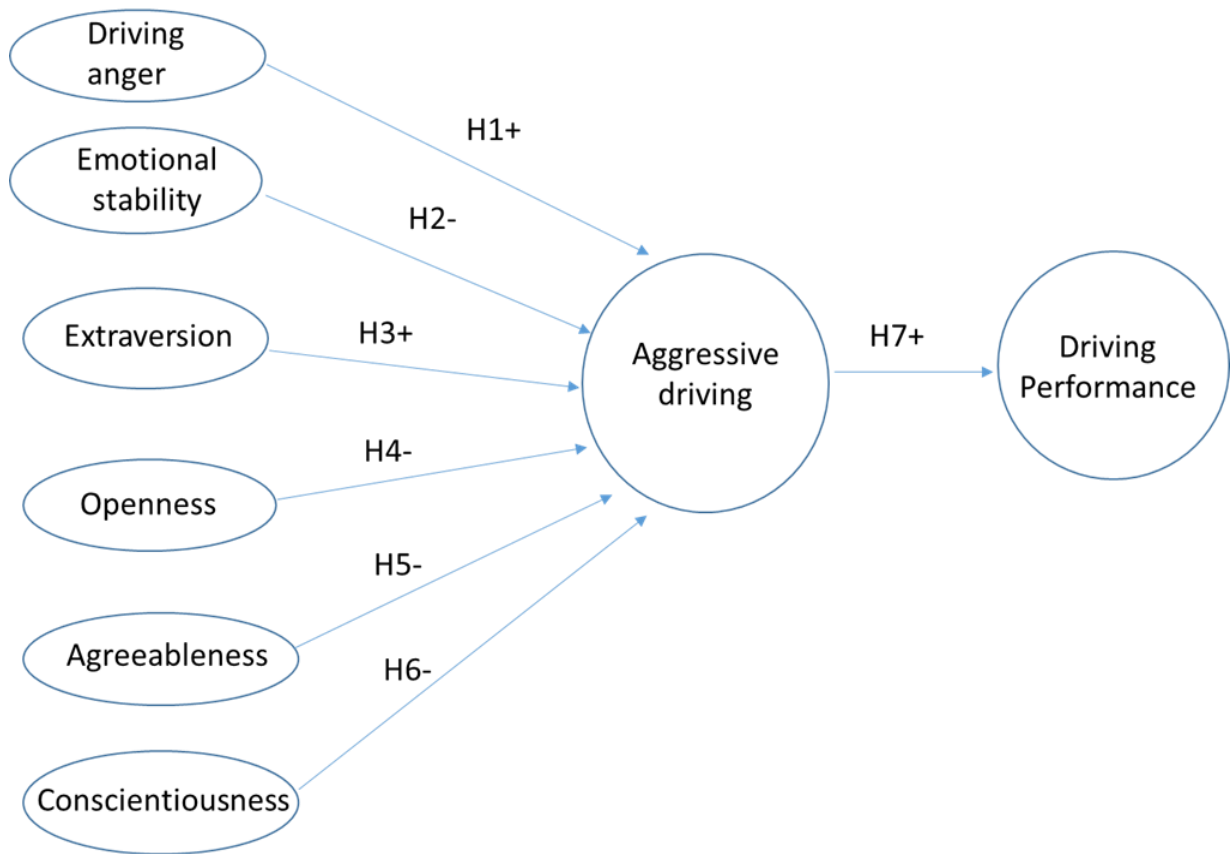 Driving
anger
H1+
Emotional
stability
H2-
Extraversion
H3+
Aggressive
driving
H7+
Driving
Performance
Openness
H4-
Agreeableness
H5-
H6-
Conscientiousness